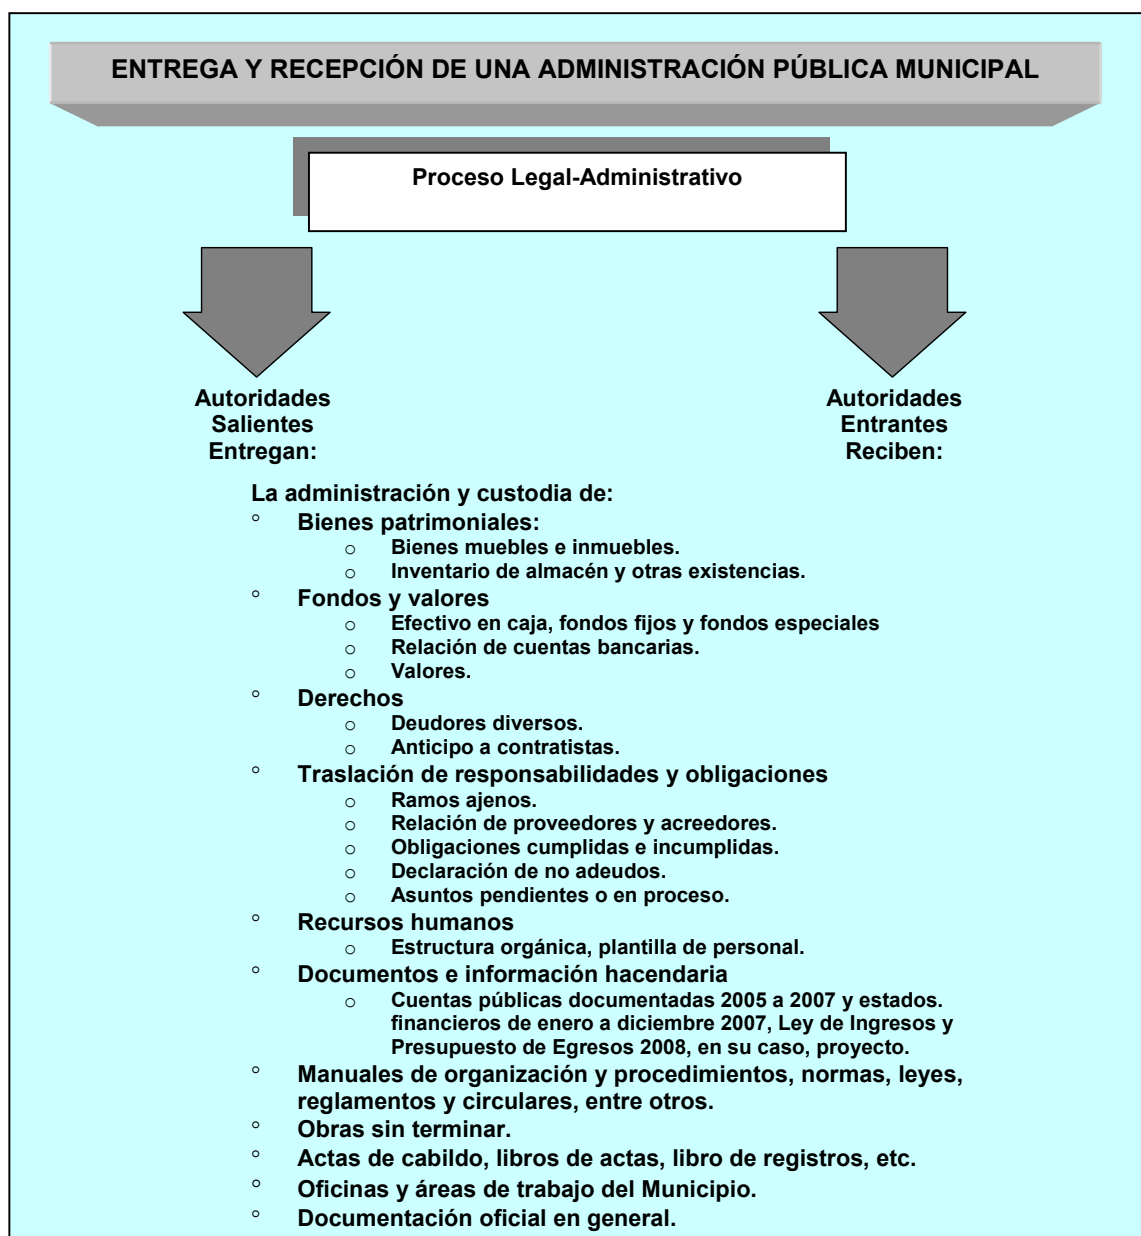 ENTREGA Y RECEPCIÓN DE UNA ADMINISTRACIÓN PÚBLICA MUNICIPAL
Proceso Legal-Administrativo
Autoridades
Salientes
Entregan:
Autoridades
Entrantes
Reciben:
La administración y custodia de:
° Bienes patrimoniales:
o Bienes muebles e inmuebles.
o Inventario de almacén y otras existencias.
° Fondos y valores
o Efectivo en caja, fondos fijos y fondos especiales
o Relación de cuentas bancarias.
o Valores.
° Derechos
o Deudores diversos.
o Anticipo a contratistas.
° Traslación de responsabilidades y obligaciones
o Ramos ajenos.
o Relación de proveedores y acreedores.
o Obligaciones cumplidas e incumplidas.
o Declaración de no adeudos.
o Asuntos pendientes o en proceso.
° Recursos humanos
o Estructura orgánica, plantilla de personal.
° Documentos e información hacendaria
o Cuentas públicas documentadas 2005 a 2007 y estados.
financieros de enero a diciembre 2007, Ley de Ingresos y
Presupuesto de Egresos 2008, en su caso, proyecto.
° Manuales de organización y procedimientos, normas, leyes,
reglamentos y circulares, entre otros.
° Obras sin terminar.
° Actas de cabildo, libros de actas, libro de registros, etc.
° Oficinas y áreas de trabajo del Municipio.
° Documentación oficial en general.